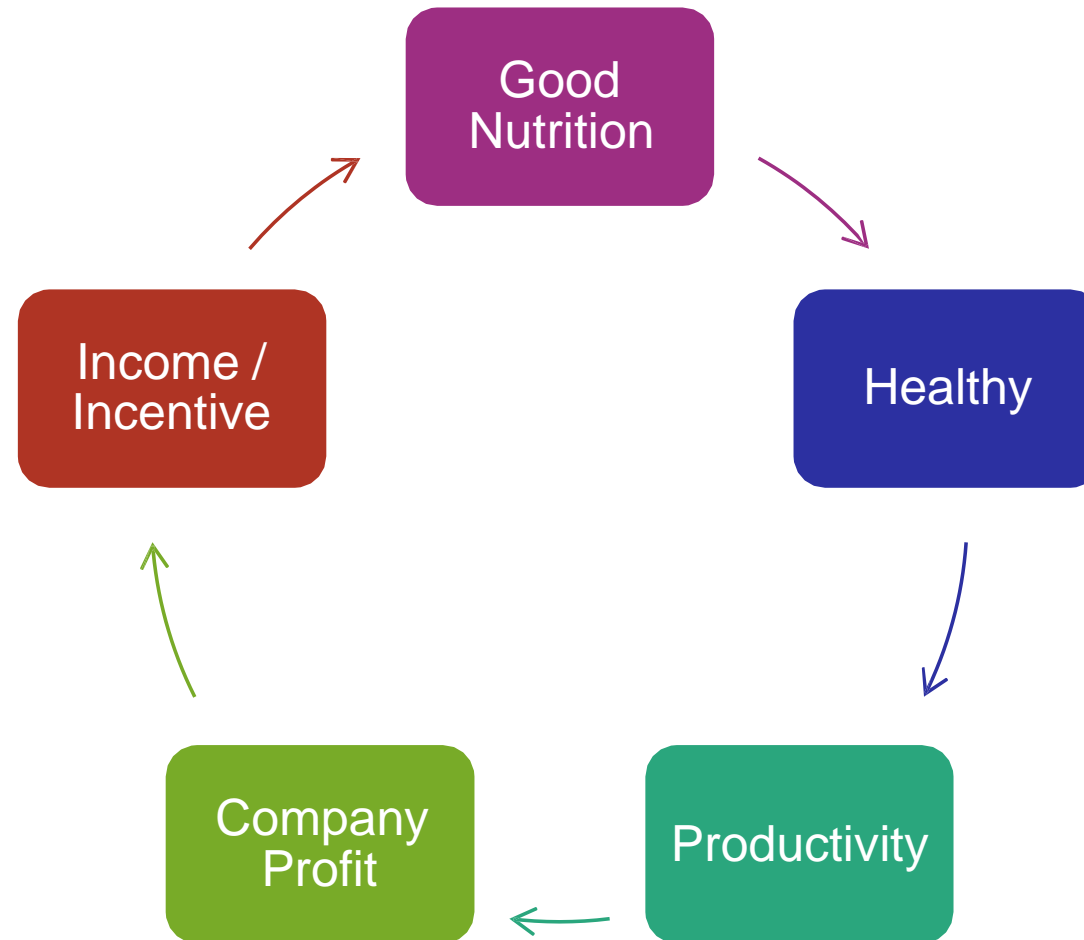 Good
Nutrition
Healthy
Productivity
Company
Profit
Income /
Incentive